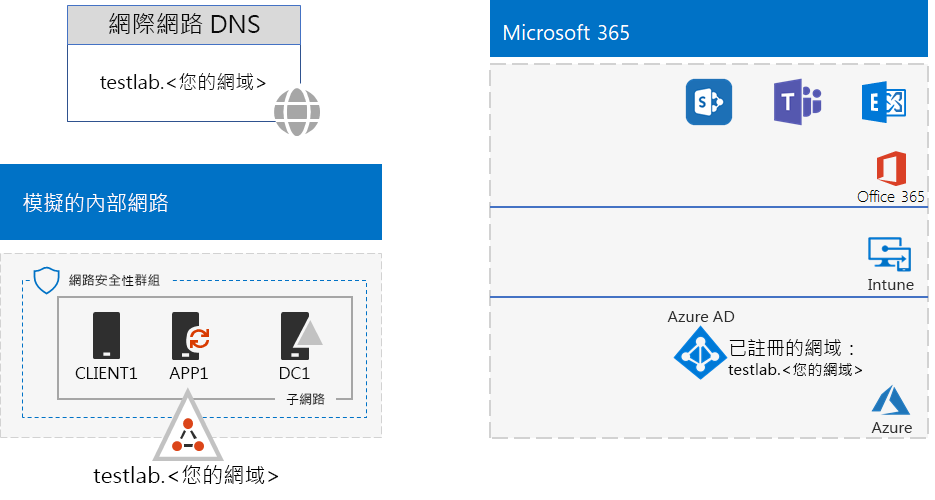 網際網路 DNS
testlab.<您的網域>
模擬的內部網路
網路安全性群組
CLIENT1
APP1
DC1
子網路
testlab.<您的網域>
Microsoft 365
S
T
E
Office 365
Intune
Azure AD
已註冊的網域：
testlab.<您的網域>
Azure